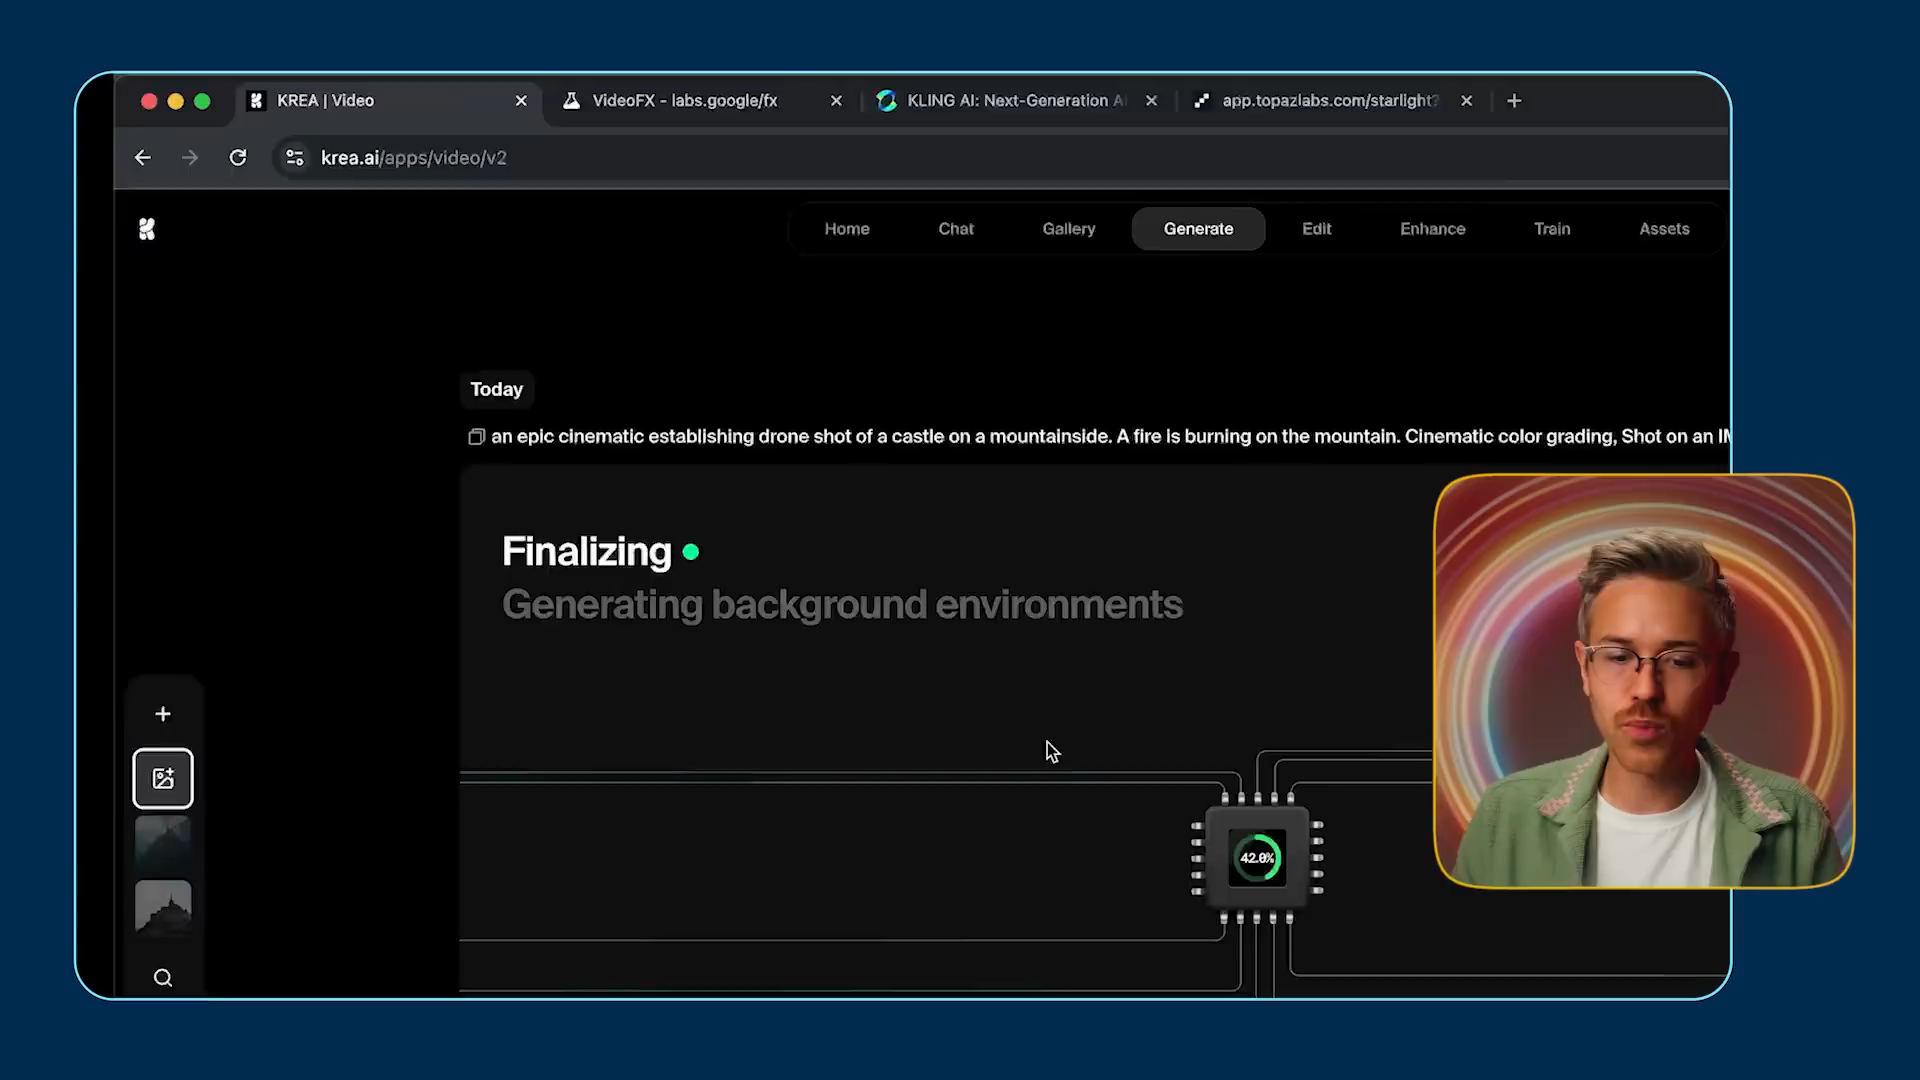 KREA | Video
VideoFX - labs.google/fx
KLING AI: Next-Generation AI
app.topazlabs.com/starlight?
krea.ai/apps/video/v2
Home
Chat
Gallery
Generate
Edit
Enhance
Train
Assets
Today
an epic cinematic establishing drone shot of a castle on a mountainside. A fire is burning on the mountain. Cinematic color grading, Shot on an
Finalizing
Generating background environments
42.0%